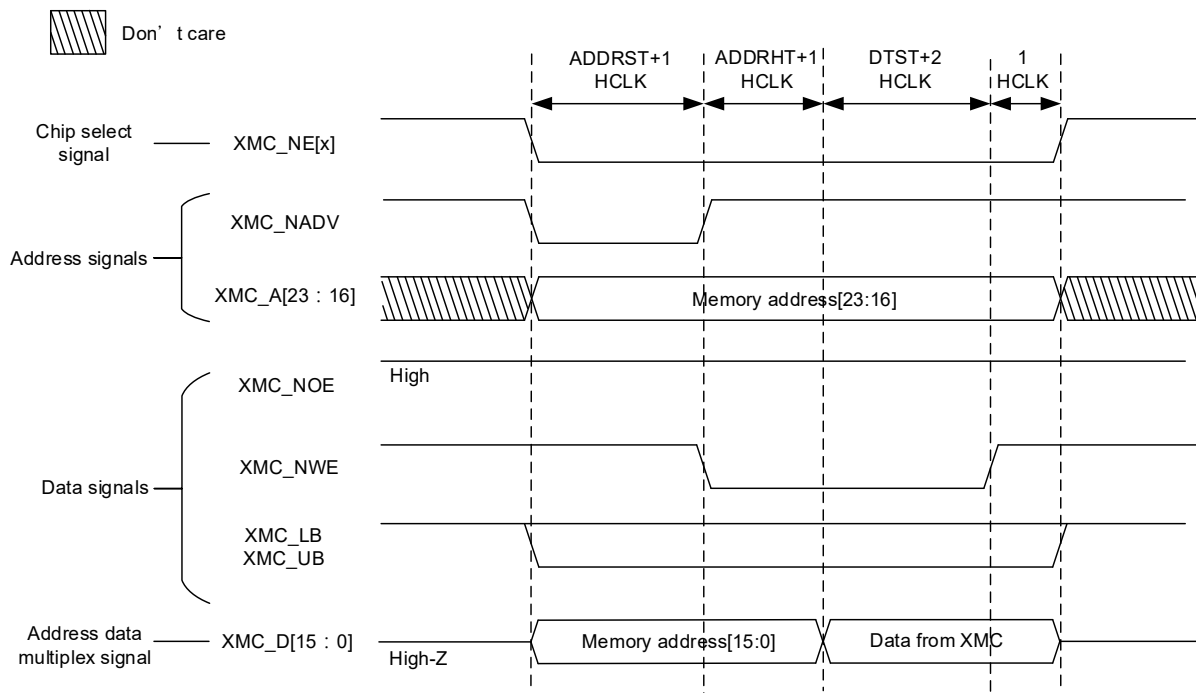 Don’ t care
ADDRST+1
HCLK
ADDRHT+1
HCLK
DTST+2
HCLK
1
HCLK
Chip select
signal
XMC_NE[x]
XMC_NADV
Address signals
XMC_A[23：16]
Memory address[23:16]
XMC_NOE
High
XMC_NWE
Data signals
XMC_LB
XMC_UB
Address data
multiplex signal
XMC_D[15：0]
High-Z
Memory address[15:0]
Data from XMC